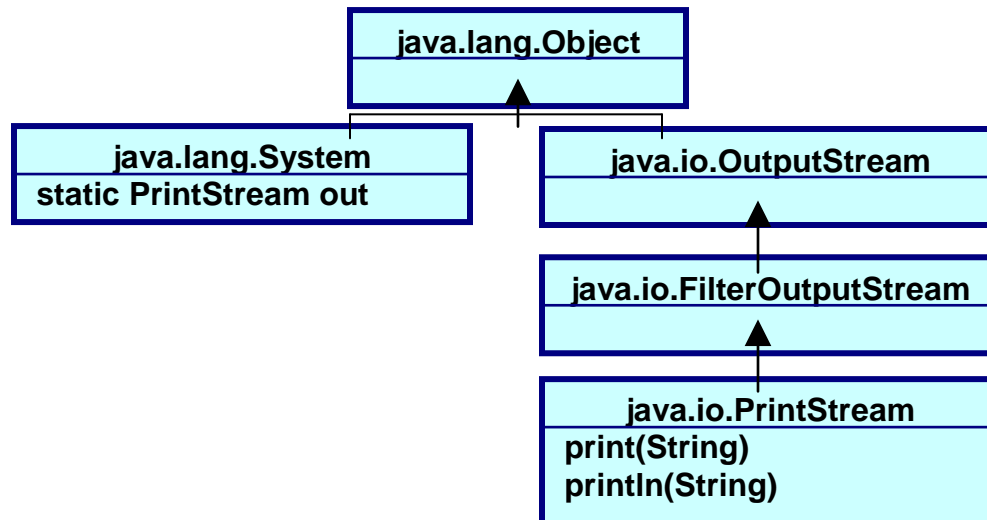 java.lang.Object
java.lang.System
static PrintStream out
java.io.OutputStream
java.io.FilterOutputStream
java.io.PrintStream
print(String)
println(String)